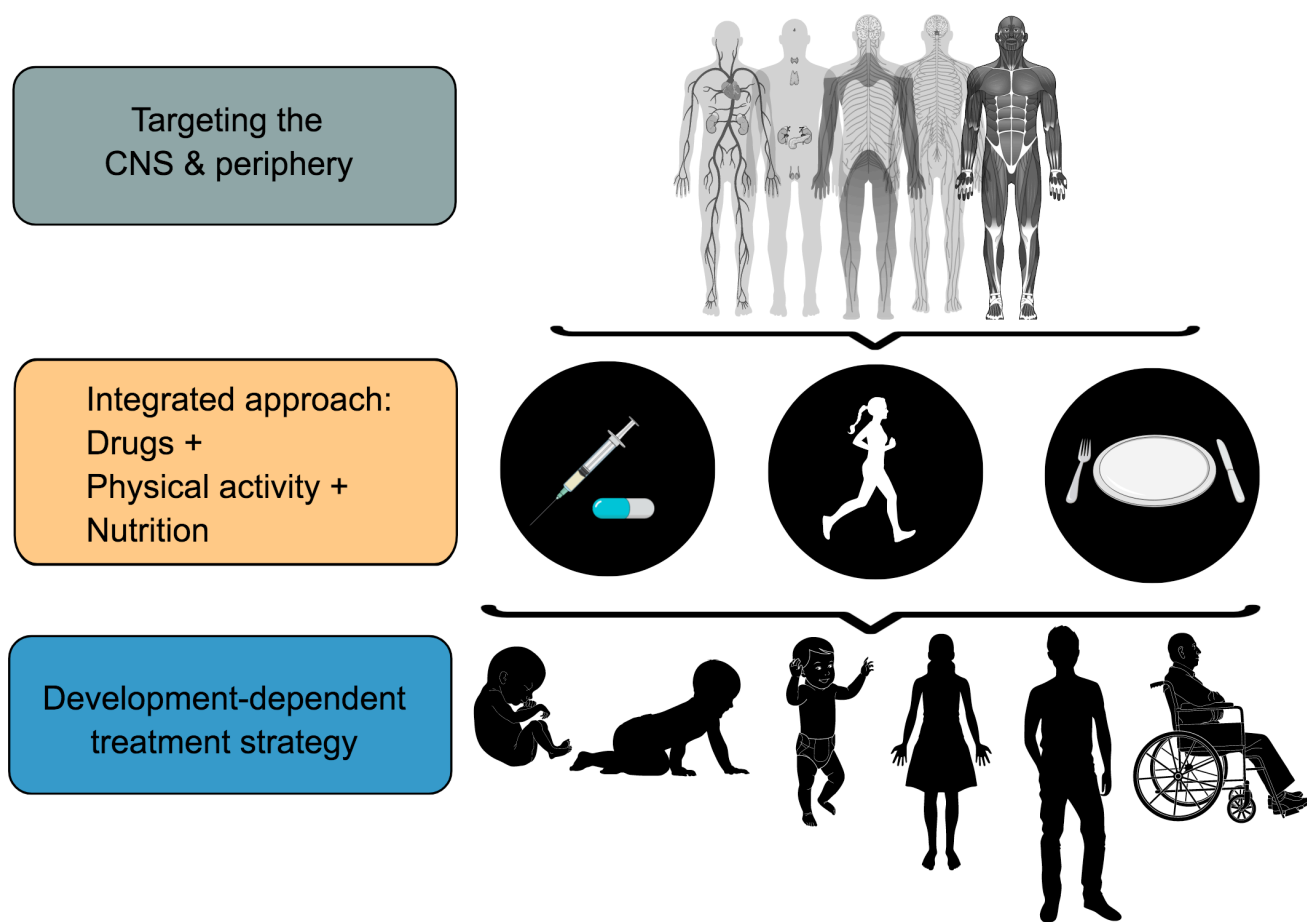 Targeting the
CNS & periphery
Integrated approach:
Drugs +
Physical activity +
Nutrition
Development-dependent
treatment strategy